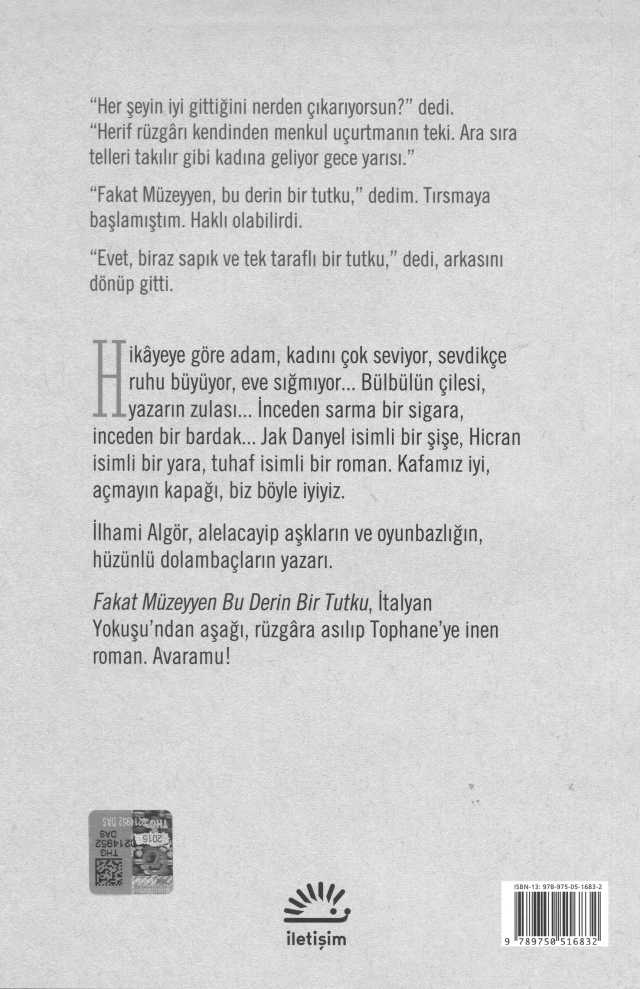 “Her şeyin iyi gittiğini nerden çıkarıyorsun?” dedi.
“Herif rüzgârı kendinden menkul uçurtmanın teki. Ara sıra
telleri takılır gibi kadına geliyor gece yarısı.”
“Fakat Müzeyyen, bu derin bir tutku,” dedim. Tırsmaya
başlamıştım. Haklı olabilirdi.
“Evet, biraz sapık ve tek taraflı bir tutku,” dedi, arkasını
dönüp gitti.
Hikâyeye göre adam, kadını çok seviyor, sevdikçe
ruhu büyüyor, eve sığmıyor... Bülbülün çilesi,
yazarın zulası... İnceden sarma bir sigara,
inceden bir bardak... Jak Danyel isimli bir şişe, Hicran
isimli bir yara, tuhaf isimli bir roman. Kafamız iyi,
açmayın kapağı, biz böyle iyiyiz.
İlhami Algör, alelacayip aşkların ve oyunbazlığın,
hüzünlü dolambaçların yazarı.
Fakat Müzeyyen Bu Derin Bir Tutku, İtalyan
Yokuşu’ndan aşağı, rüzgâra asılıp Tophane’ye inen
roman. Avaramu!
THG
DAS
0214952
2015
iletişim
ISBN-13: 978-975-05-1683-2
9 789750 516832